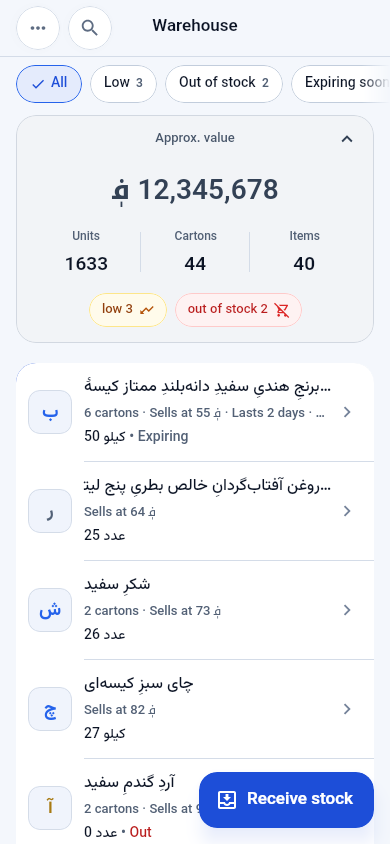 Warehouse
All
Low 3
Out of stock 2
Expiring soon
Approx. value
؋ 12,345,678
Units
Cartons
Items
1633
44
40
low 3
out of stock 2
برنجِ هنديِ سفیدِ دانه‌بلندِ ممتاز کیسهٔ…
ب
6 cartons · Sells at 55 ؋ · Lasts 2 days · …
50 کیلو • Expiring
روغنِ آفتاب‌گردانِ خالص بطریِ پنج لیت…
ر
Sells at 64 ؋
25 عدد
شکرِ سفید
ش
2 cartons · Sells at 73 ؋
26 عدد
چای سبزِ کیسه‌ای
چ
Sells at 82 ؋
27 کیلو
آردِ گندمِ سفید
آ
2 cartons · Sells at
0 عدد • Out
Receive stock